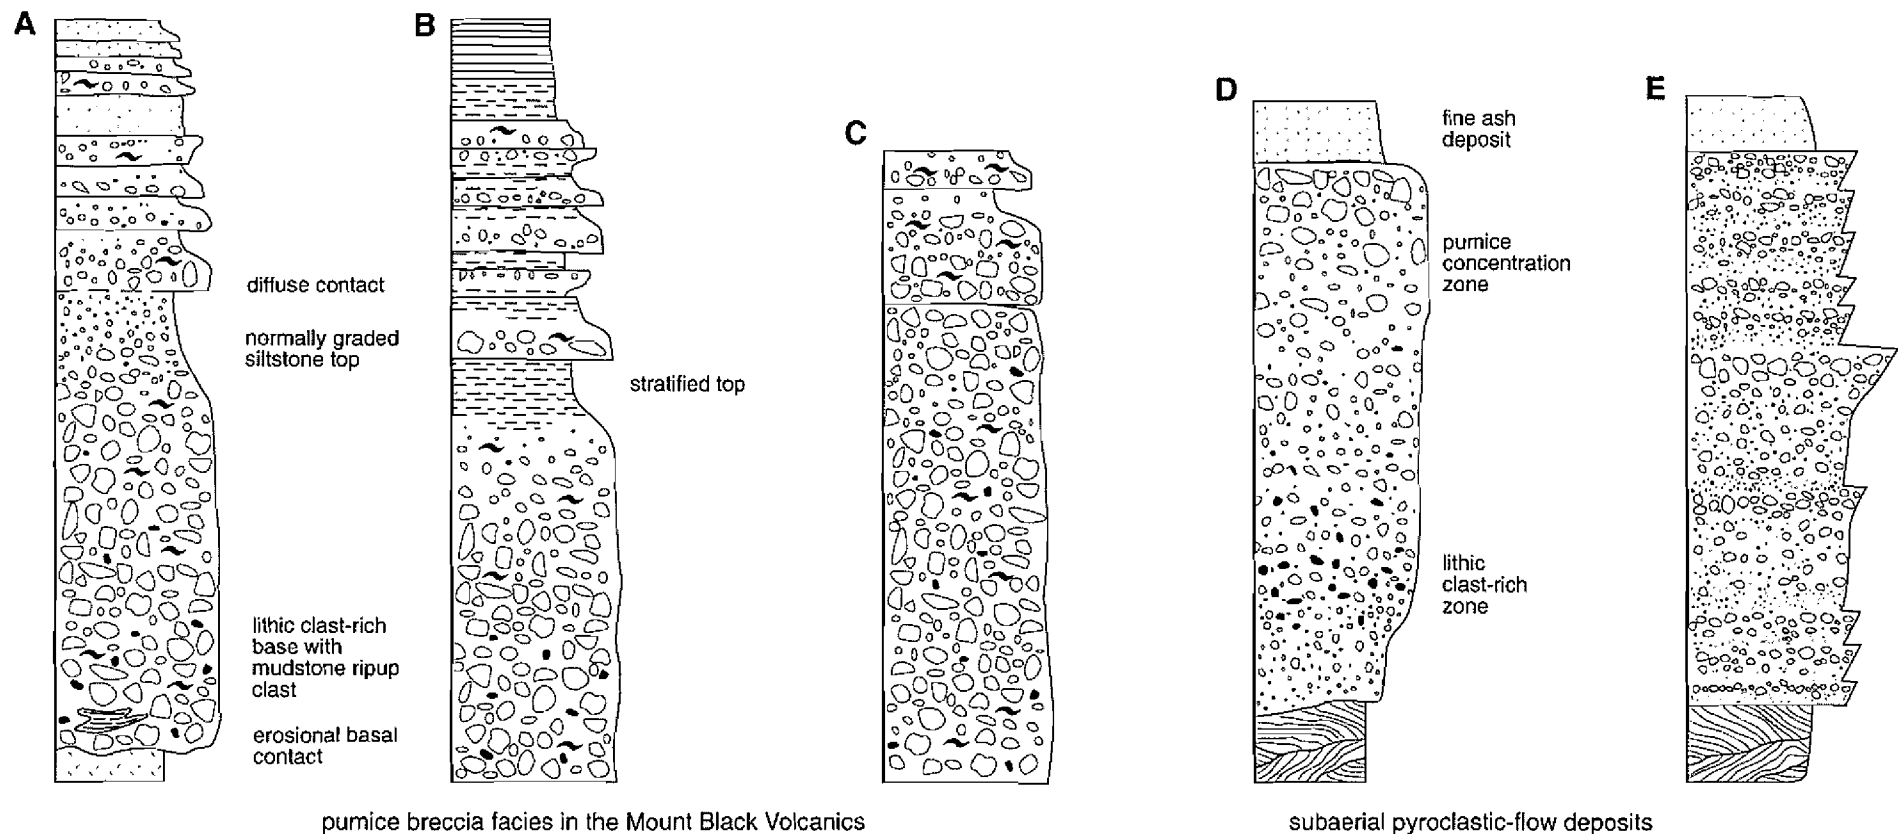 A
diffuse contact
normally graded
siltstone top
lithic clast-rich
base with
mudstone ripup
clast
erosional basal
contact
B
stratified top
C
D
fine ash
deposit
pumice
concentration
zone
lithic
clast-rich
zone
E
pumice breccia facies in the Mount Black Volcanics
subaerial pyroclastic-flow deposits